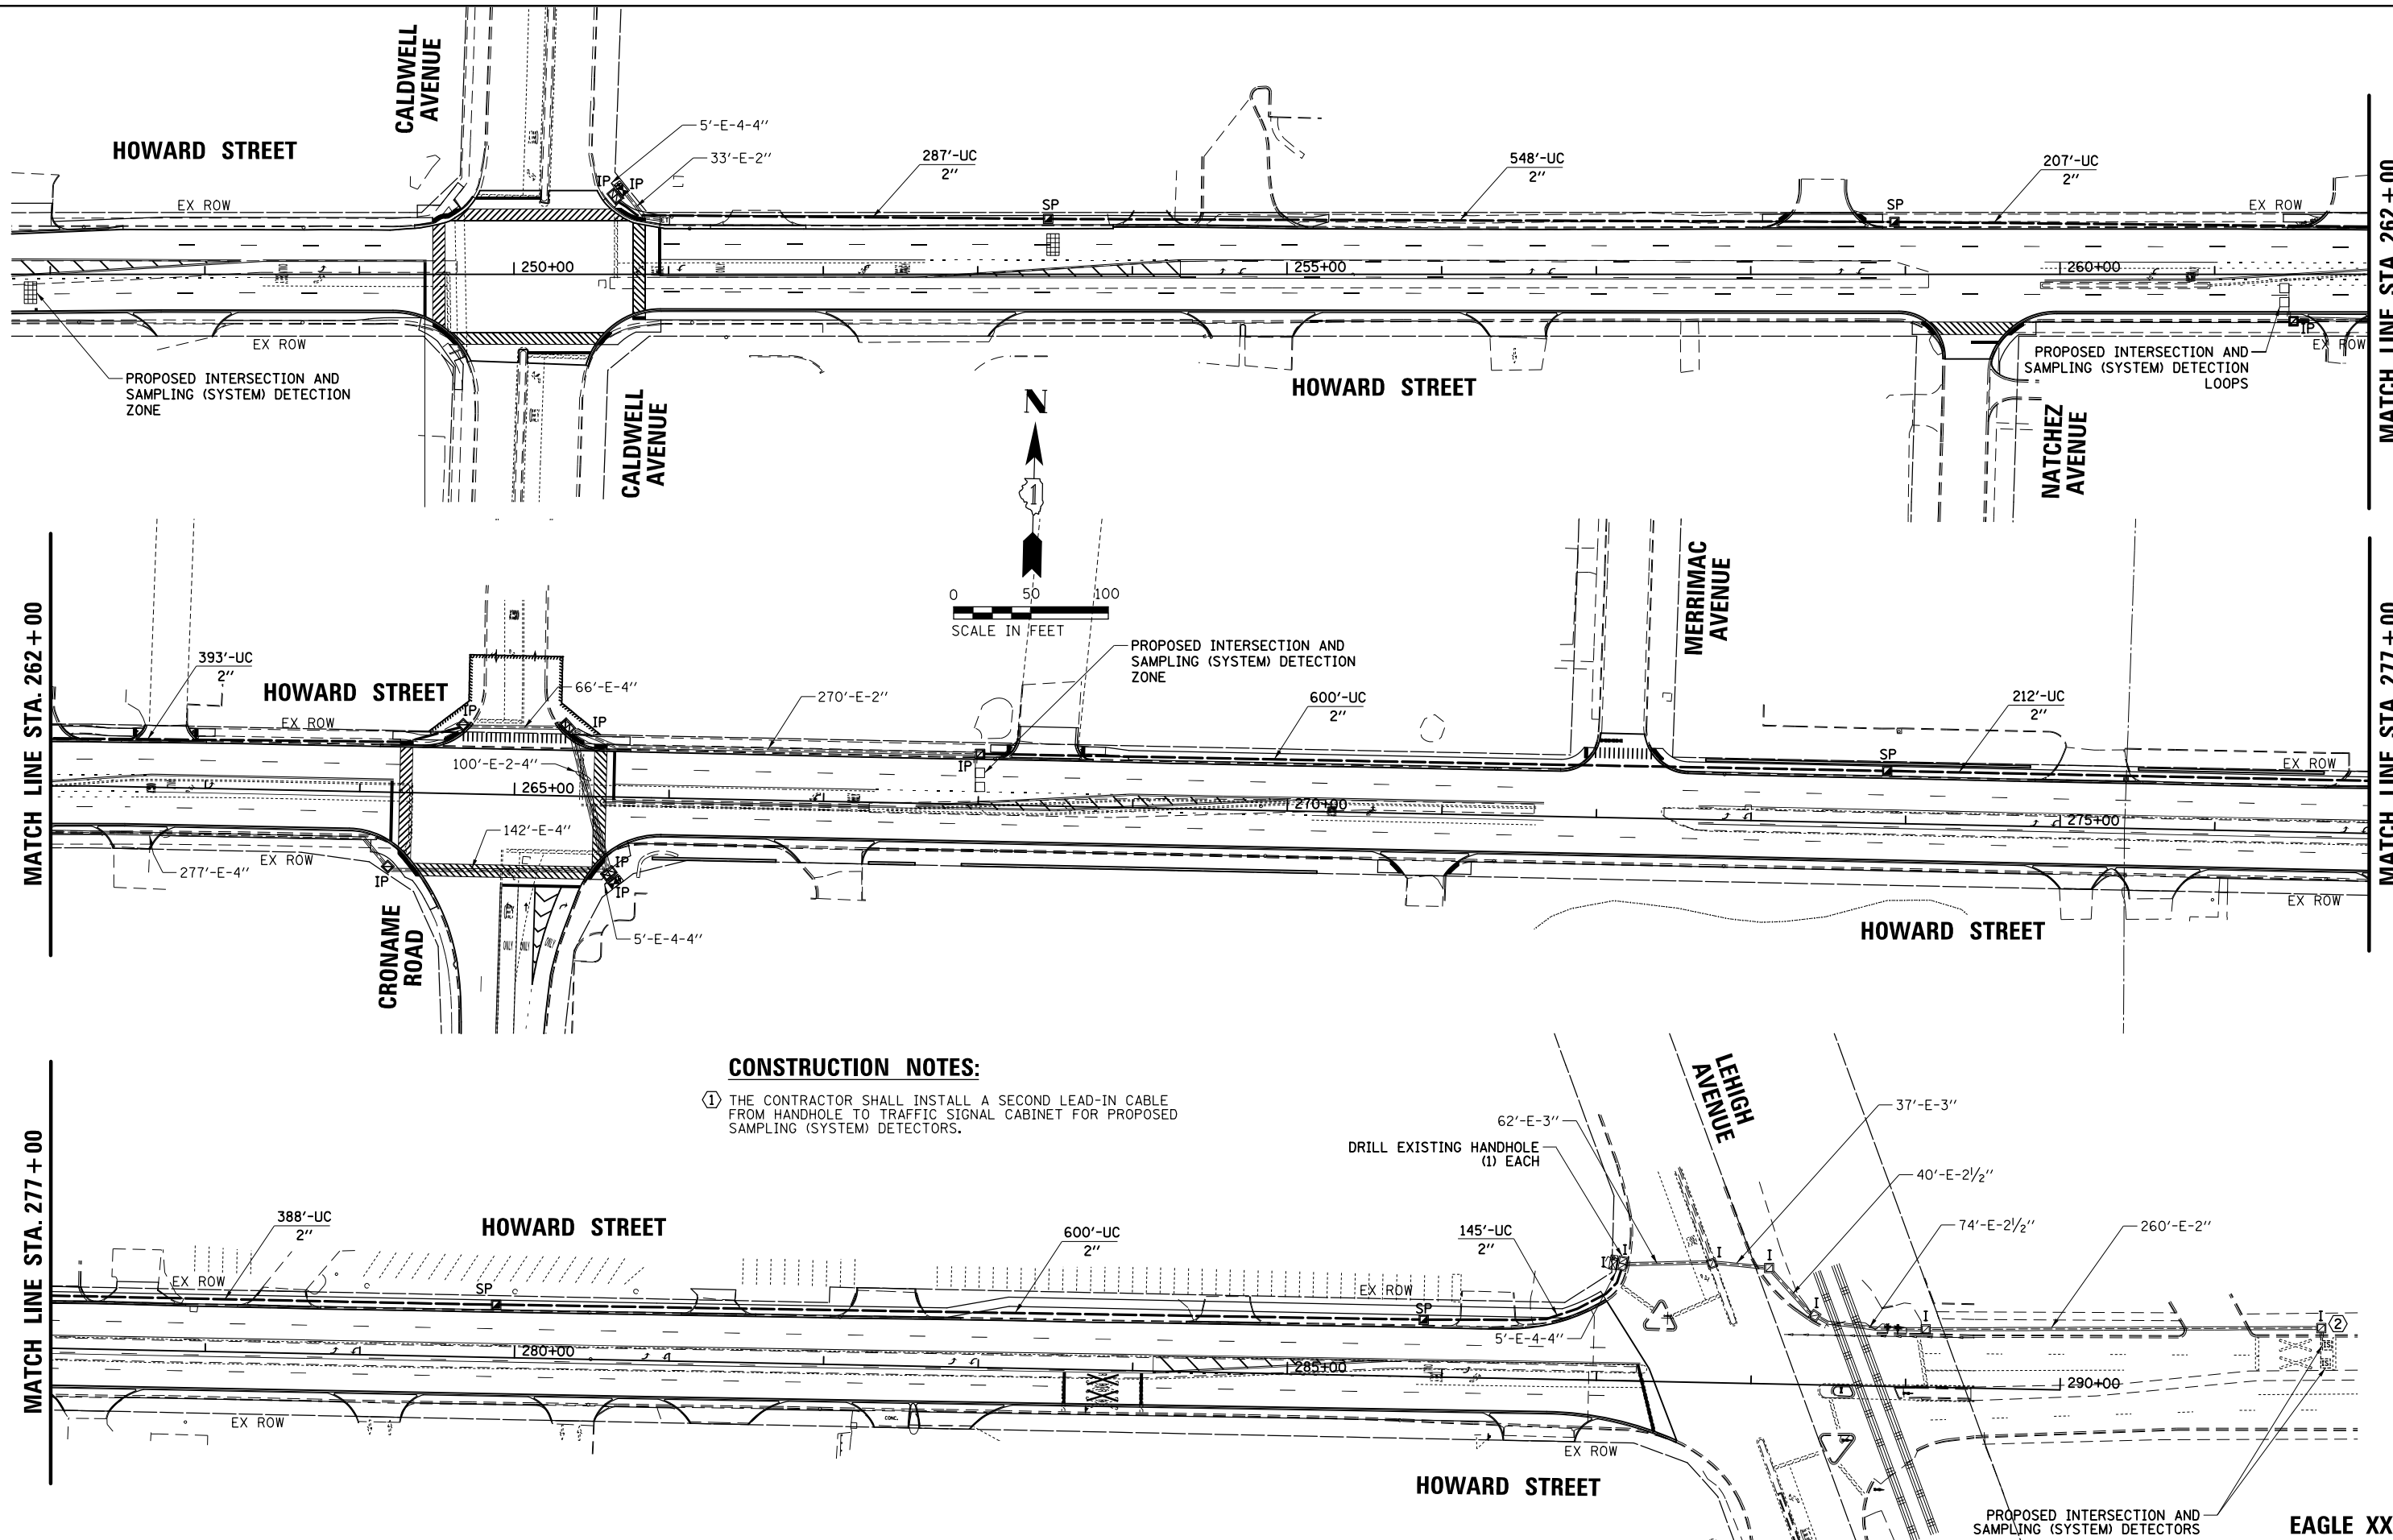 CALDWELL
AVENUE
HOWARD STREET
5'-E-4-4"
33'-E-2"
287'-UC
2"
548'-UC
2"
207'-UC
2"
IP
IP
SP
SP
EX ROW
EX ROW
250+00
255+00
260+00
EX ROW
IP
EX ROW
PROPOSED INTERSECTION AND
SAMPLING (SYSTEM) DETECTION
ZONE
PROPOSED INTERSECTION AND
SAMPLING (SYSTEM) DETECTION
LOOPS
HOWARD STREET
CALDWELL
AVENUE
NATCHEZ
AVENUE
MATCH LINE STA. 262+00
N
1
0 50 100
SCALE IN FEET
MATCH LINE STA. 262+00
393'-UC
2"
HOWARD STREET
EX ROW
66'-E-4"
IP
IP
270'-E-2"
PROPOSED INTERSECTION AND
SAMPLING (SYSTEM) DETECTION
ZONE
600'-UC
2"
MERRIMAC
AVENUE
212'-UC
2"
SP
EX ROW
100'-E-2-4"
IP
265+00
270+00
275+00
142'-E-4"
EX ROW
277'-E-4"
IP
IP
IP
5'-E-4-4"
ONLY
ONLY
ONLY
CRONAME
ROAD
EX ROW
HOWARD STREET
MATCH LINE STA. 277+00
CONSTRUCTION NOTES:
1 THE CONTRACTOR SHALL INSTALL A SECOND LEAD-IN CABLE
FROM HANDHOLE TO TRAFFIC SIGNAL CABINET FOR PROPOSED
SAMPLING (SYSTEM) DETECTORS.
MATCH LINE STA. 277+00
388'-UC
2"
HOWARD STREET
EX ROW
SP
600'-UC
2"
145'-UC
2"
EX ROW
SP
5'-E-4-4"
62'-E-3"
DRILL EXISTING HANDHOLE
(1) EACH
LEHIGH
AVENUE
37'-E-3"
40'-E-2½"
74'-E-2½"
260'-E-2"
I
I
I
I
I
I
I
2
280+00
285+00
290+00
EX ROW
CONC.
EX ROW
HOWARD STREET
PROPOSED INTERSECTION AND
SAMPLING (SYSTEM) DETECTORS
EAGLE XX